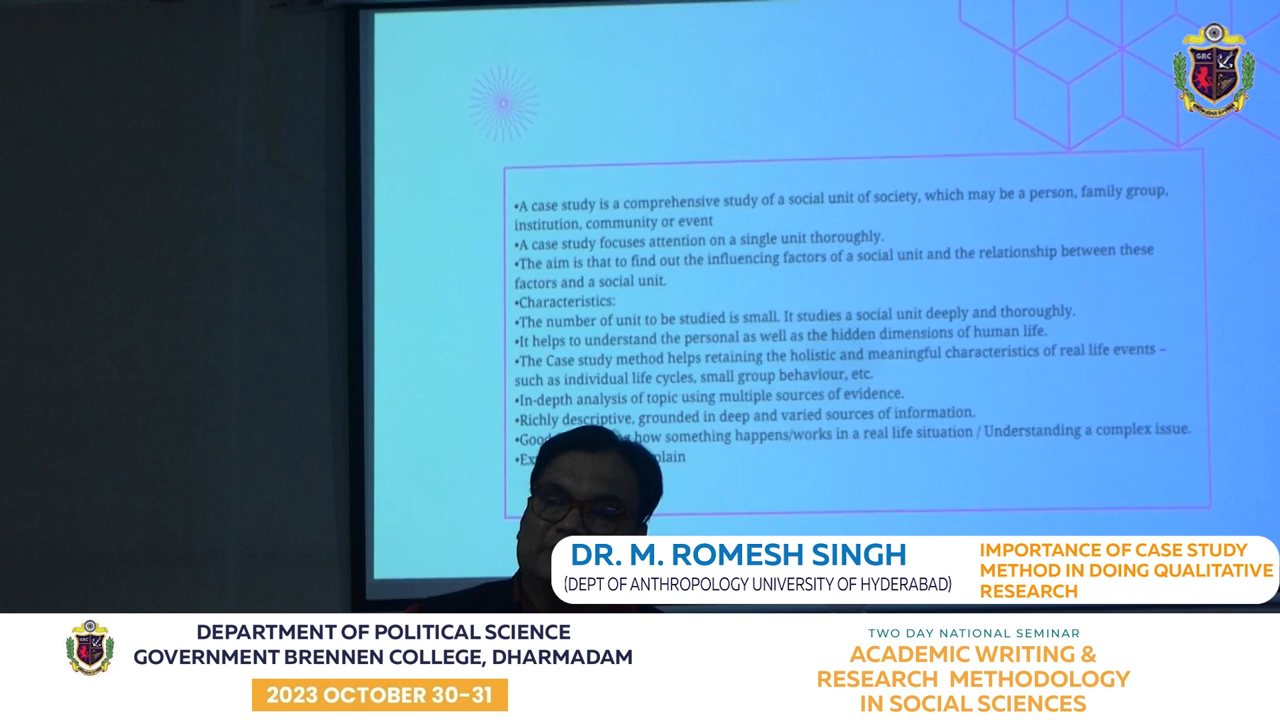 •A case study is a comprehensive study of a social unit of society, which may be a person, family group,
institution, community or event
•A case study focuses attention on a single unit thoroughly.
•The aim is that to find out the influencing factors of a social unit and the relationship between these
factors and a social unit.
•Characteristics:
•The number of unit to be studied is small. It studies a social unit deeply and thoroughly.
•It helps to understand the personal as well as the hidden dimensions of human life.
•The Case study method helps retaining the holistic and meaningful characteristics of real life events –
such as individual life cycles, small group behaviour, etc.
•In-depth analysis of topic using multiple sources of evidence.
•Richly descriptive, grounded in deep and varied sources of information.
•Good how something happens/works in a real life situation / Understanding a complex issue.
DR. M. ROMESH SINGH
(DEPT OF ANTHROPOLOGY UNIVERSITY OF HYDERABAD)
IMPORTANCE OF CASE STUDY
METHOD IN DOING QUALITATIVE
RESEARCH
DEPARTMENT OF POLITICAL SCIENCE
GOVERNMENT BRENNEN COLLEGE, DHARMADAM
2023 OCTOBER 30-31
TWO DAY NATIONAL SEMINAR
ACADEMIC WRITING &
RESEARCH METHODOLOGY
IN SOCIAL SCIENCES